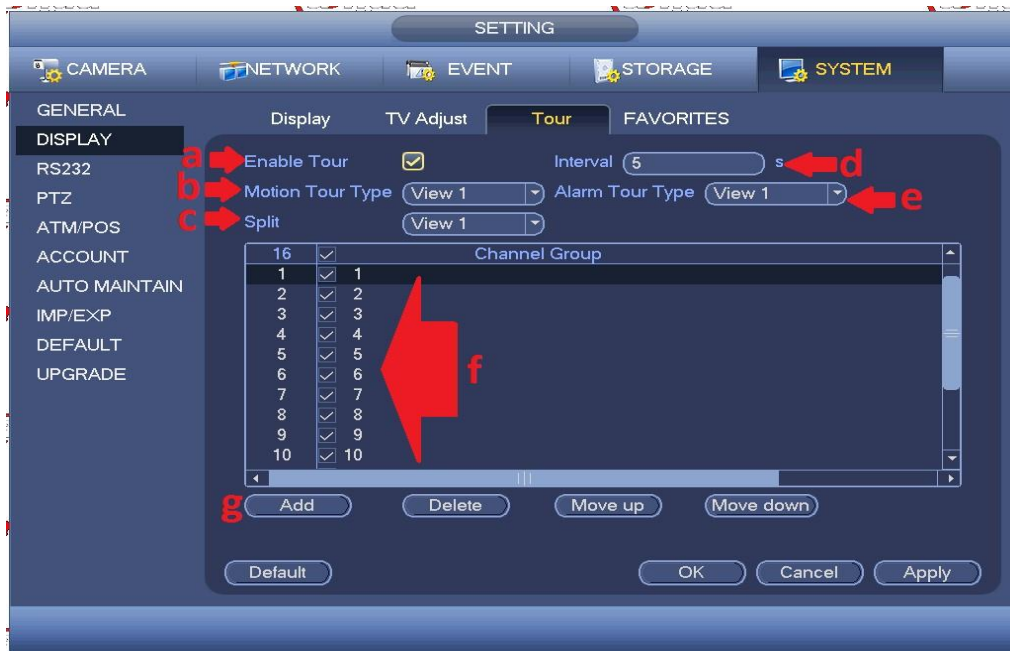 SETTING
CAMERA NETWORK EVENT STORAGE SYSTEM
GENERAL
DISPLAY
RS232
PTZ
ATM/POS
ACCOUNT
AUTO MAINTAIN
IMP/EXP
DEFAULT
UPGRADE
Display TV Adjust Tour FAVORITES
a Enable Tour Interval 5 s d
b Motion Tour Type View 1 Alarm Tour Type View 1 e
c Split View 1
16 Channel Group
1 1
2 2
3 3
4 4
5 5
6 6 f
7 7
8 8
9 9
10 10
g Add Delete Move up Move down
Default OK Cancel Apply